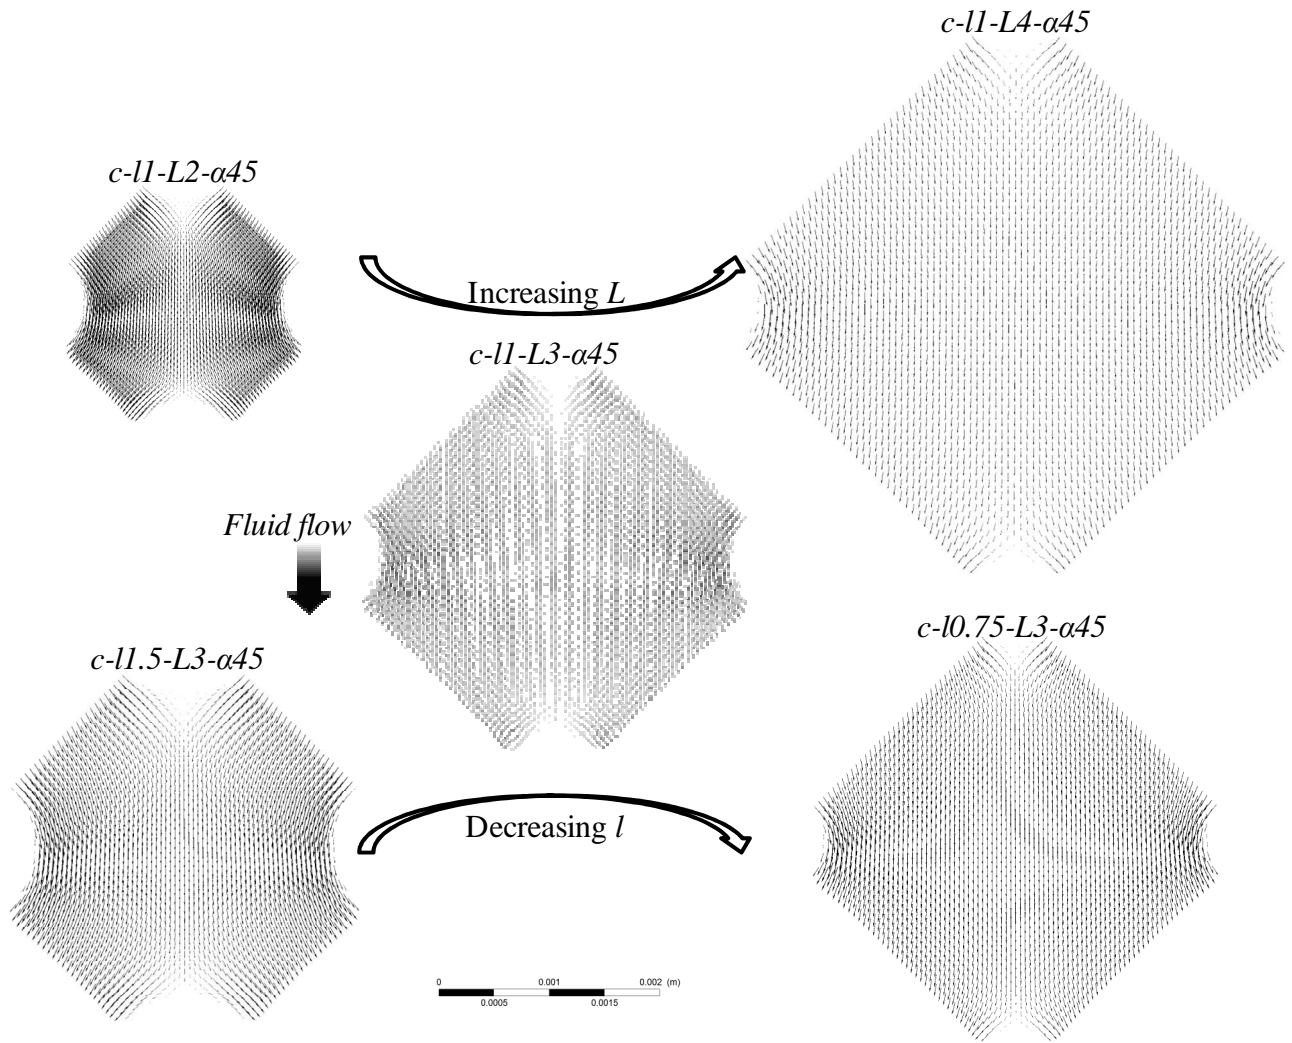 c-l1-L4-α45
c-l1-L2-α45
Increasing L
c-l1-L3-α45
Fluid flow
c-l1.5-L3-α45
c-l0.75-L3-α45
Decreasing l
0 0.001 0.002 (m)
0.0005 0.0015